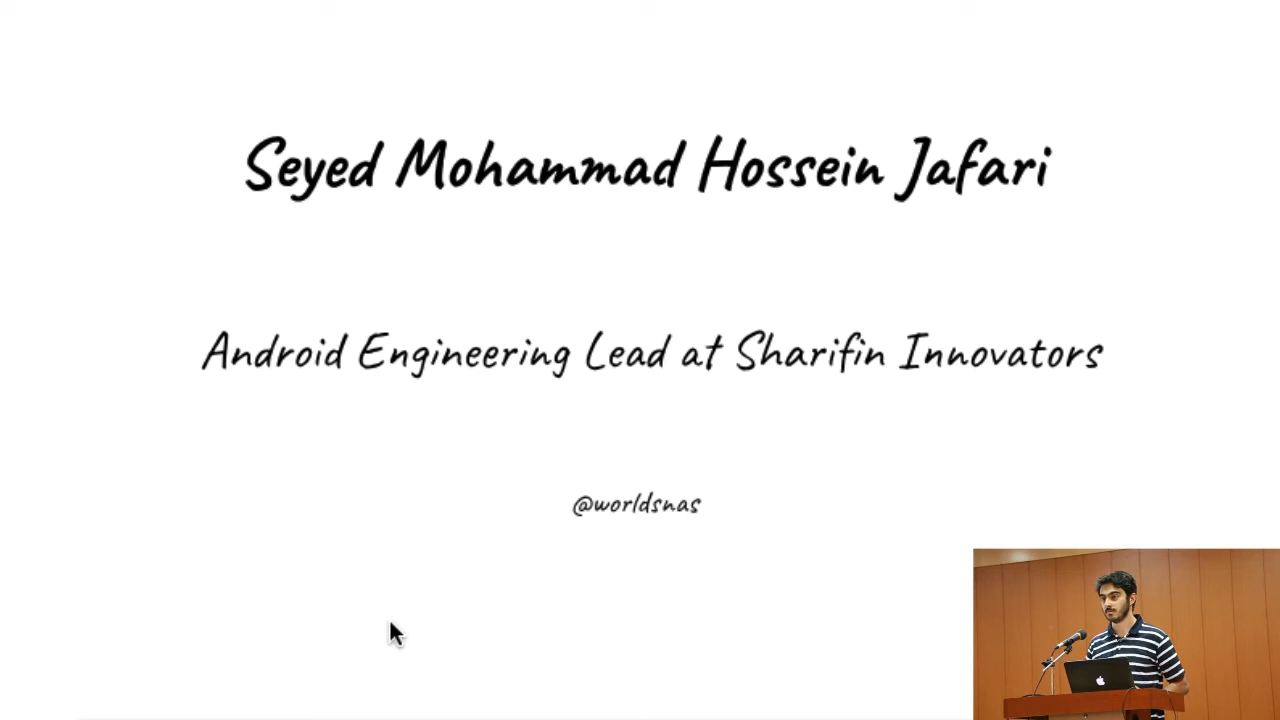 Seyed Mohammad Hossein Jafari
Android Engineering Lead at Sharifin Innovators
@worldsnas